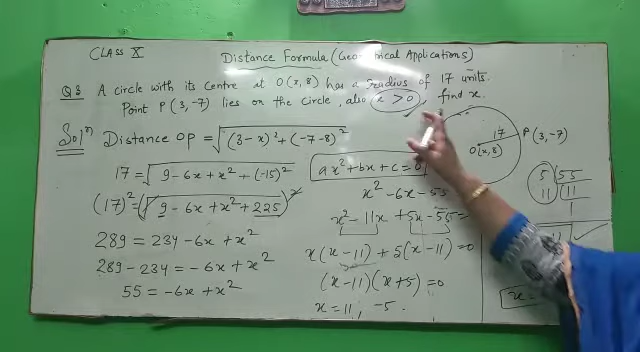 CLASS X
Distance Formula (Geometrical Applications)
Q3 A circle with its Centre at O(x,8) has a radius of 17 units.
Point P(3,-7) lies on the Circle, also x > 0, find x.
Solⁿ Distance OP = √((3-x)²+(-7-8)²
17 = √(9-6x+x²+(-15)²
(17)² = (√(9-6x+x²+225)²
289 = 234-6x+x²
289-234 = -6x+x²
55 = -6x+x²
ax²+bx+c=0
x²-6x-55
x²-11x+5x-55=
x(x-11)+5(x-11)=0
(x-11)(x+5)=0
x=11, -5.
17
O(x,8)
P(3,-7)
5 | 55
11 | 11
1
x=